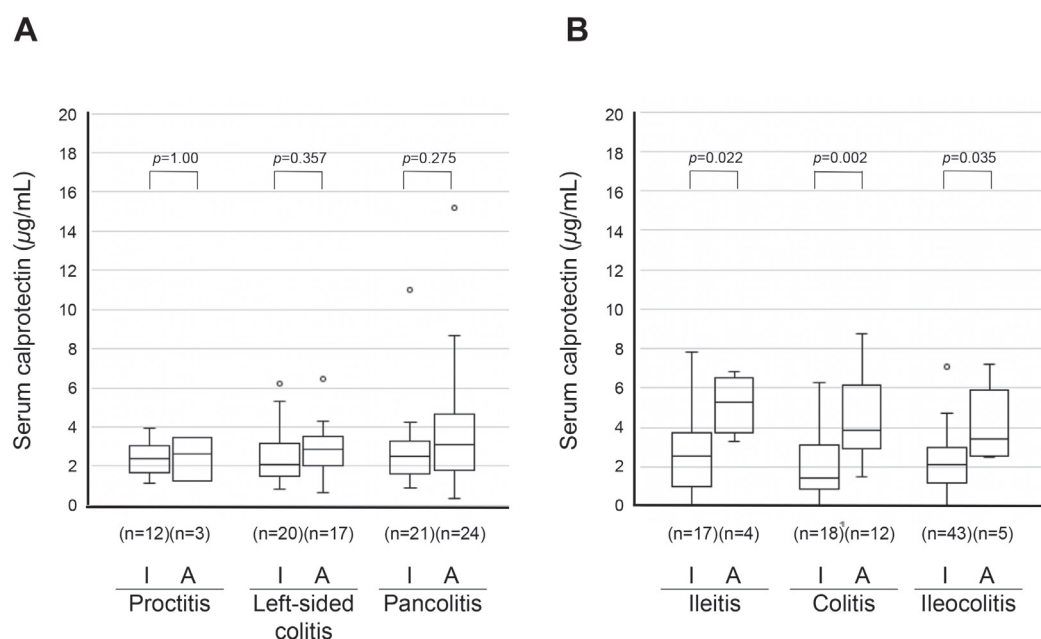 A
B
Serum calprotectin (µg/mL)
20
18
16
14
12
10
8
6
4
2
0
p=1.00
p=0.357
p=0.275
(n=12)(n=3)
(n=20)(n=17)
(n=21)(n=24)
I A
I A
I A
Proctitis
Left-sided
colitis
Pancolitis
Serum calprotectin (µg/mL)
20
18
16
14
12
10
8
6
4
2
0
p=0.022
p=0.002
p=0.035
(n=17)(n=4)
(n=18)(n=12)
(n=43)(n=5)
I A
I A
I A
Ileitis
Colitis
Ileocolitis